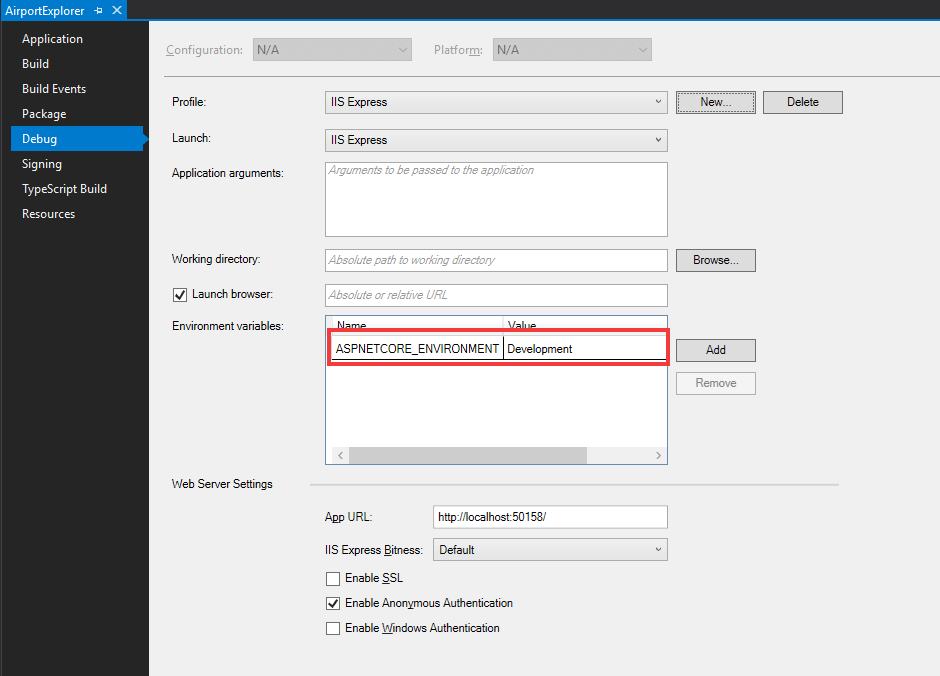 AirportExplorer
Application
Build
Build Events
Package
Debug
Signing
TypeScript Build
Resources
Configuration: N/A Platform: N/A
Profile: IIS Express New... Delete
Launch: IIS Express
Application arguments: Arguments to be passed to the application
Working directory: Absolute path to working directory Browse...
Launch browser: Absolute or relative URL
Environment variables: Name Value
ASPNETCORE_ENVIRONMENT Development Add
Remove
Web Server Settings
App URL: http://localhost:50158/
IIS Express Bitness: Default
Enable SSL
Enable Anonymous Authentication
Enable Windows Authentication